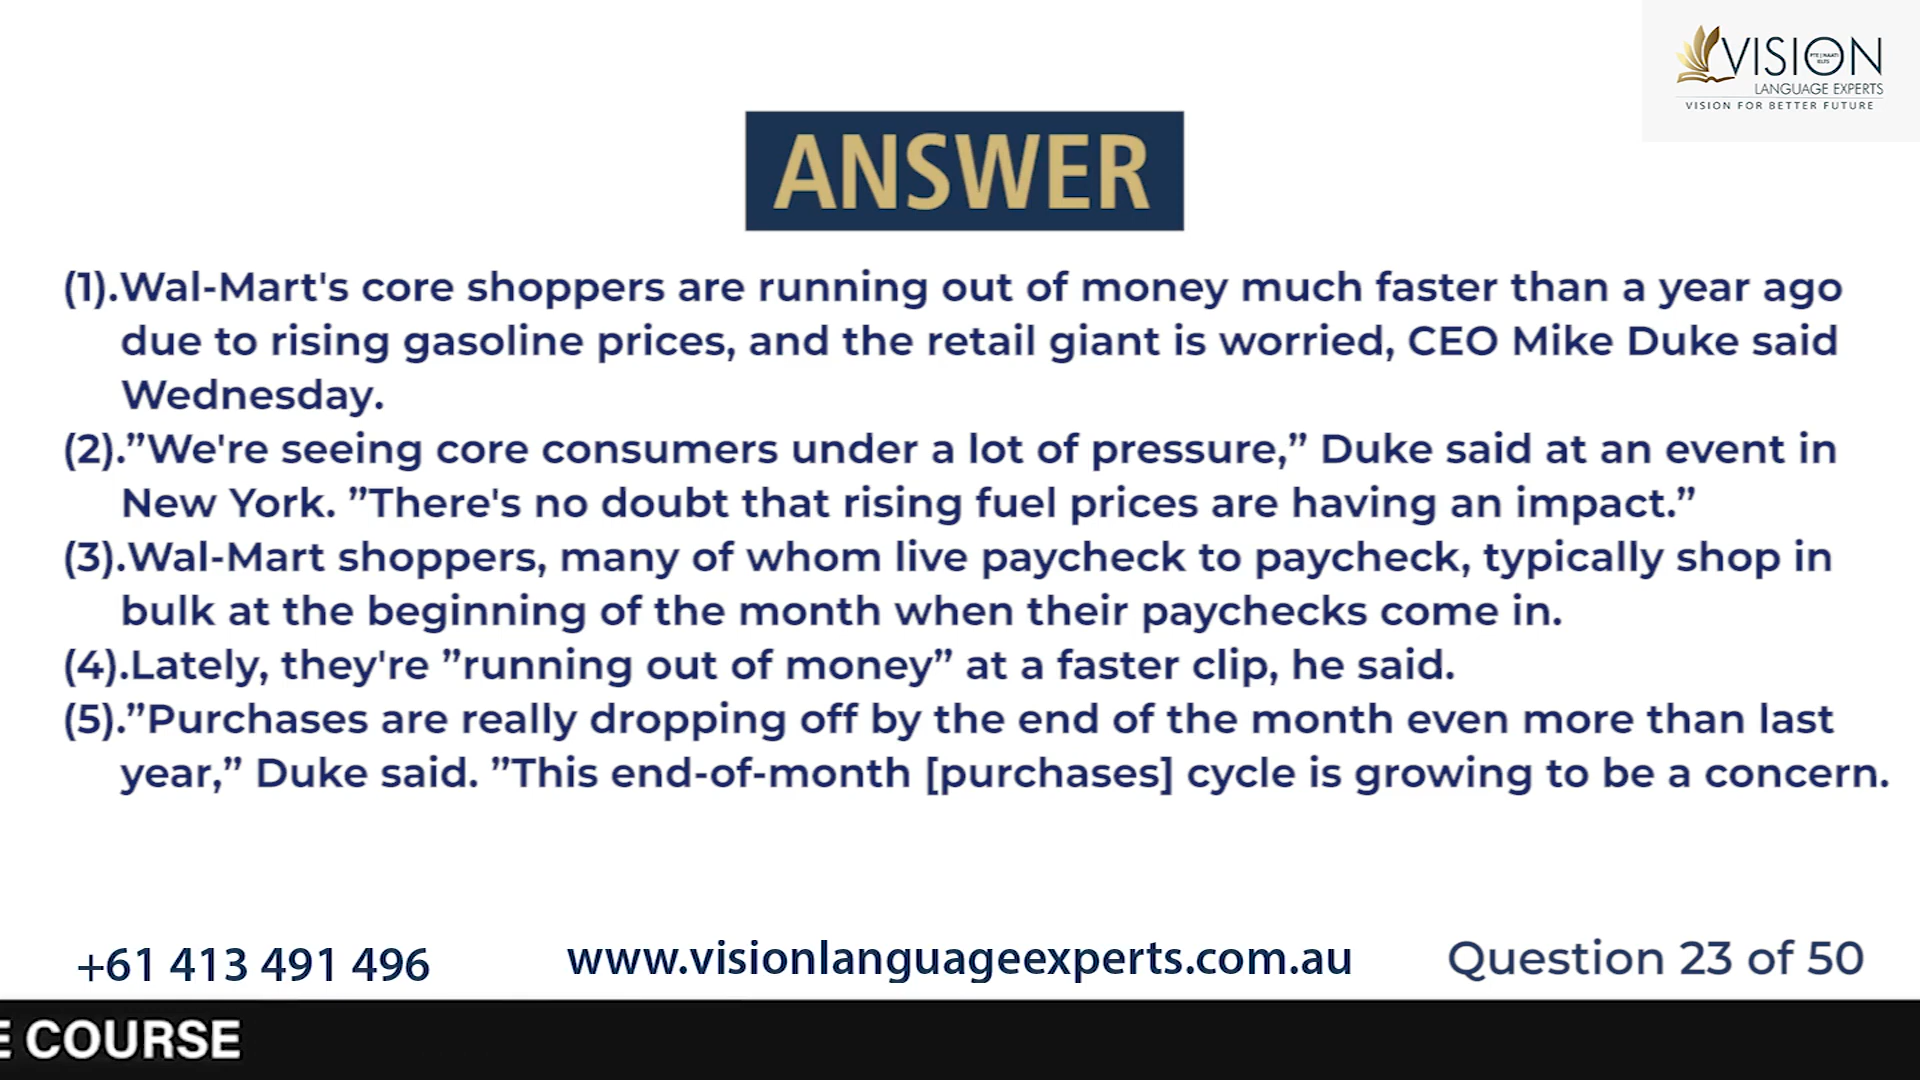 VISION
LANGUAGE EXPERTS
VISION FOR BETTER FUTURE
ANSWER
(1).Wal-Mart's core shoppers are running out of money much faster than a year ago
due to rising gasoline prices, and the retail giant is worried, CEO Mike Duke said
Wednesday.
(2).”We're seeing core consumers under a lot of pressure,” Duke said at an event in
New York. ”There's no doubt that rising fuel prices are having an impact.”
(3).Wal-Mart shoppers, many of whom live paycheck to paycheck, typically shop in
bulk at the beginning of the month when their paychecks come in.
(4).Lately, they're ”running out of money” at a faster clip, he said.
(5).”Purchases are really dropping off by the end of the month even more than last
year,” Duke said. ”This end-of-month [purchases] cycle is growing to be a concern.
+61 413 491 496
www.visionlanguageexperts.com.au
Question 23 of 50
E COURSE